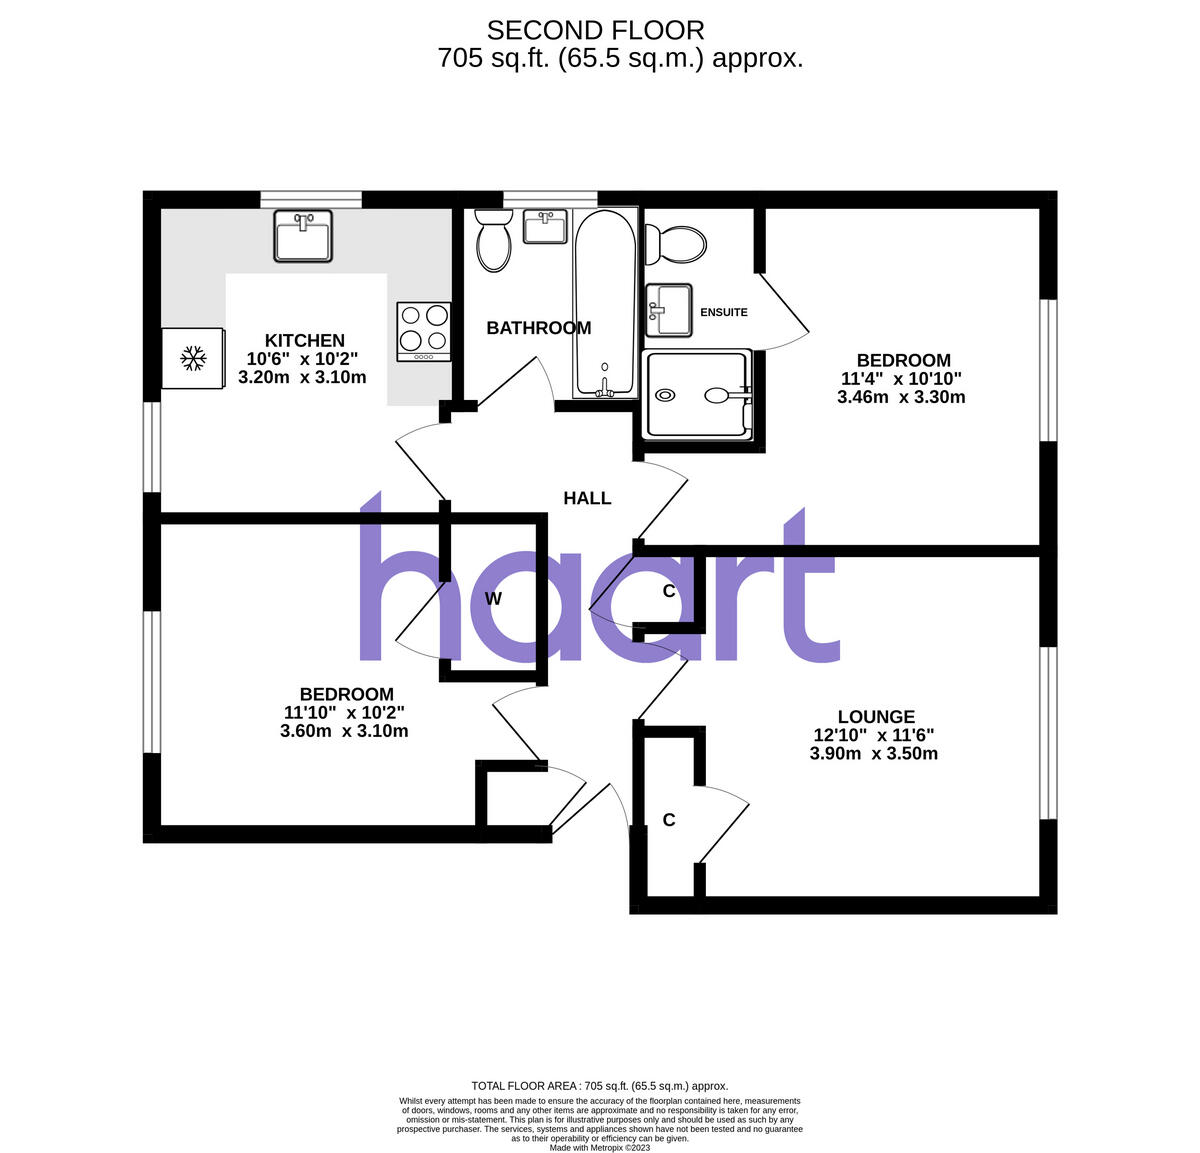 SECOND FLOOR
705 sq.ft. (65.5 sq.m.) approx.
KITCHEN
10'6" x 10'2"
3.20m x 3.10m
BATHROOM
ENSUITE
BEDROOM
11'4" x 10'10"
3.46m x 3.30m
HALL
haart
W
C
BEDROOM
11'10" x 10'2"
3.60m x 3.10m
LOUNGE
12'10" x 11'6"
3.90m x 3.50m
C
TOTAL FLOOR AREA : 705 sq.ft. (65.5 sq.m.) approx.
Whilst every attempt has been made to ensure the accuracy of the floorplan contained here, measurements
of doors, windows, rooms and any other items are approximate and no responsibility is taken for any error,
omission or mis-statement. This plan is for illustrative purposes only and should be used as such by any
prospective purchaser. The services, systems and appliances shown have not been tested and no guarantee
as to their operability or efficiency can be given.
Made with Metropix ©2023